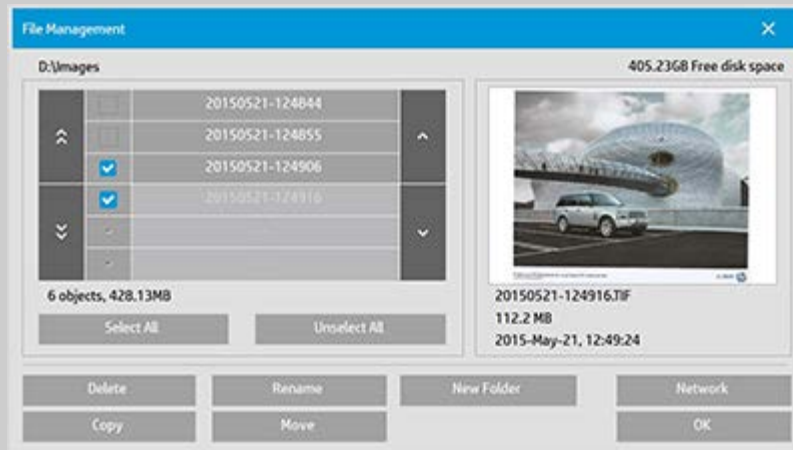 File Management
D:\Images
405.23GB Free disk space
20150521-124844
20150521-124855
20150521-124906
20150521-124916
6 objects, 428.13MB
Select All
Unselect All
20150521-124916.TIF
112.2 MB
2015-May-21, 12:49:24
Delete
Rename
New Folder
Network
Copy
Move
OK